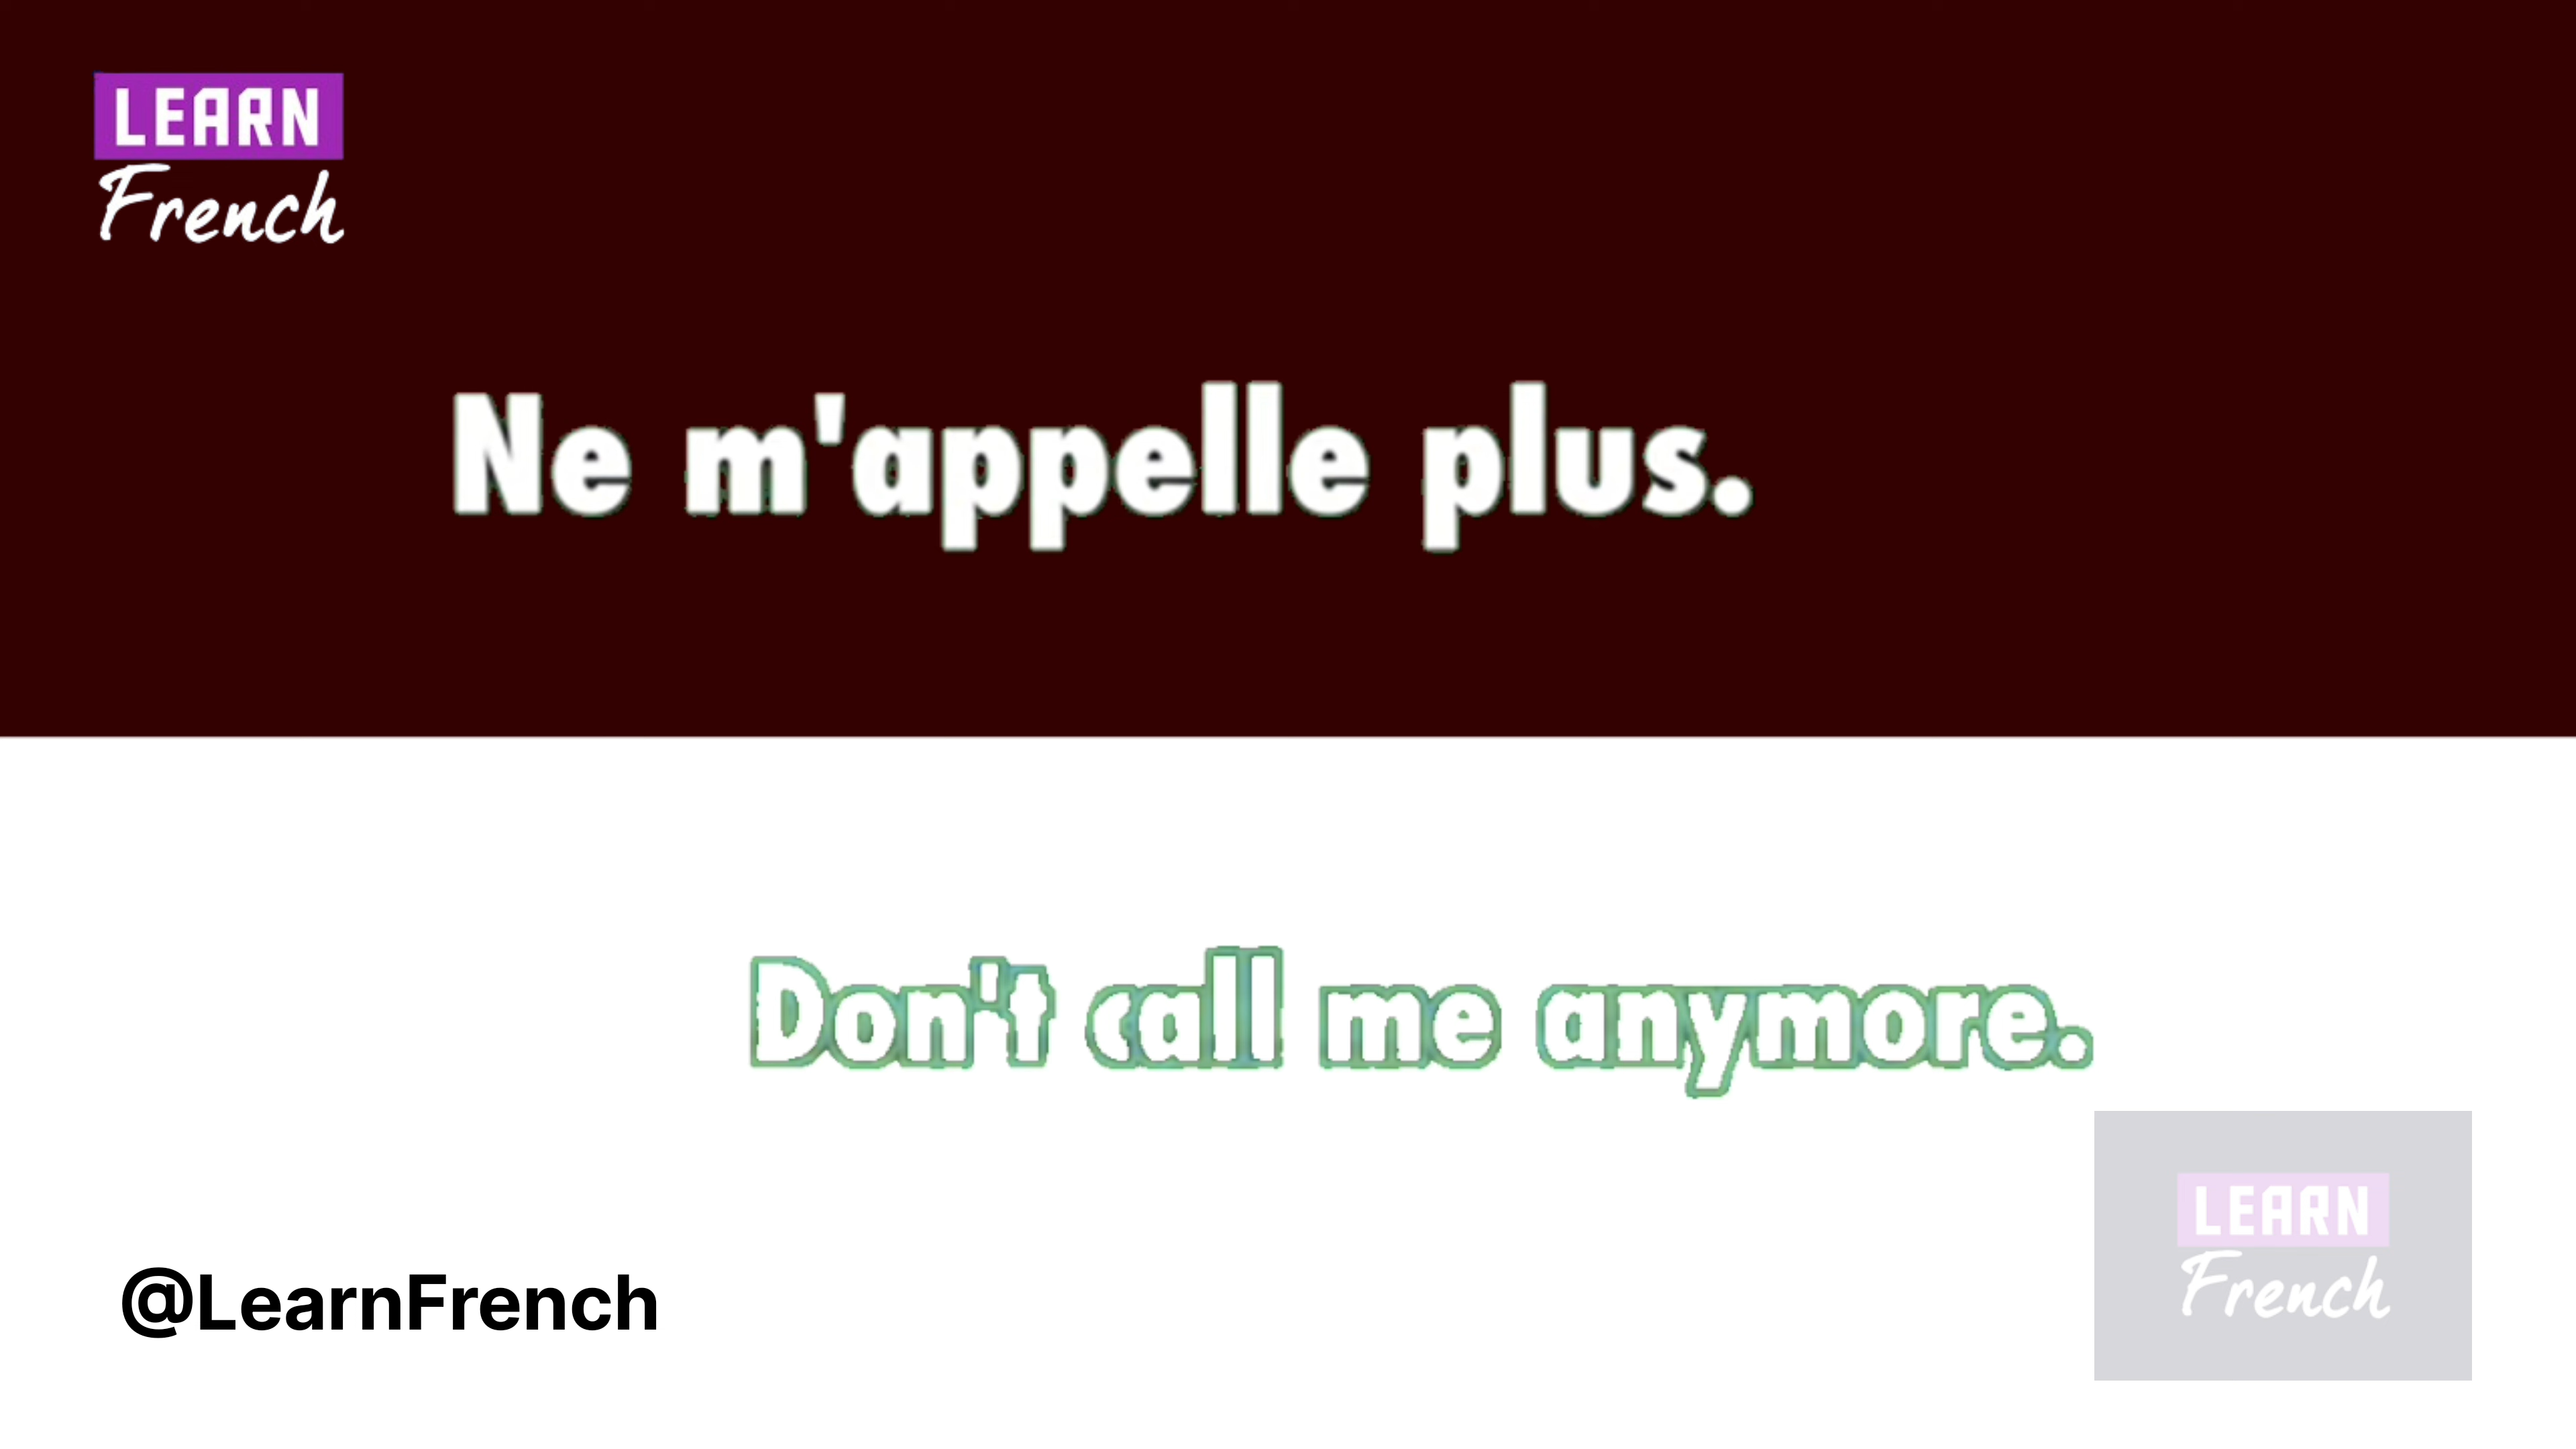 LEARN
French
Ne m'appelle plus.
Don't call me anymore.
LEARN
French
@LearnFrench